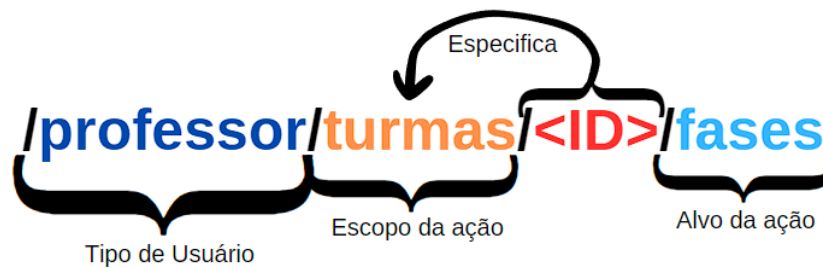 Especifica
/professor/turmas/<ID>/fases
Tipo de Usuário
Escopo da ação
Alvo da ação